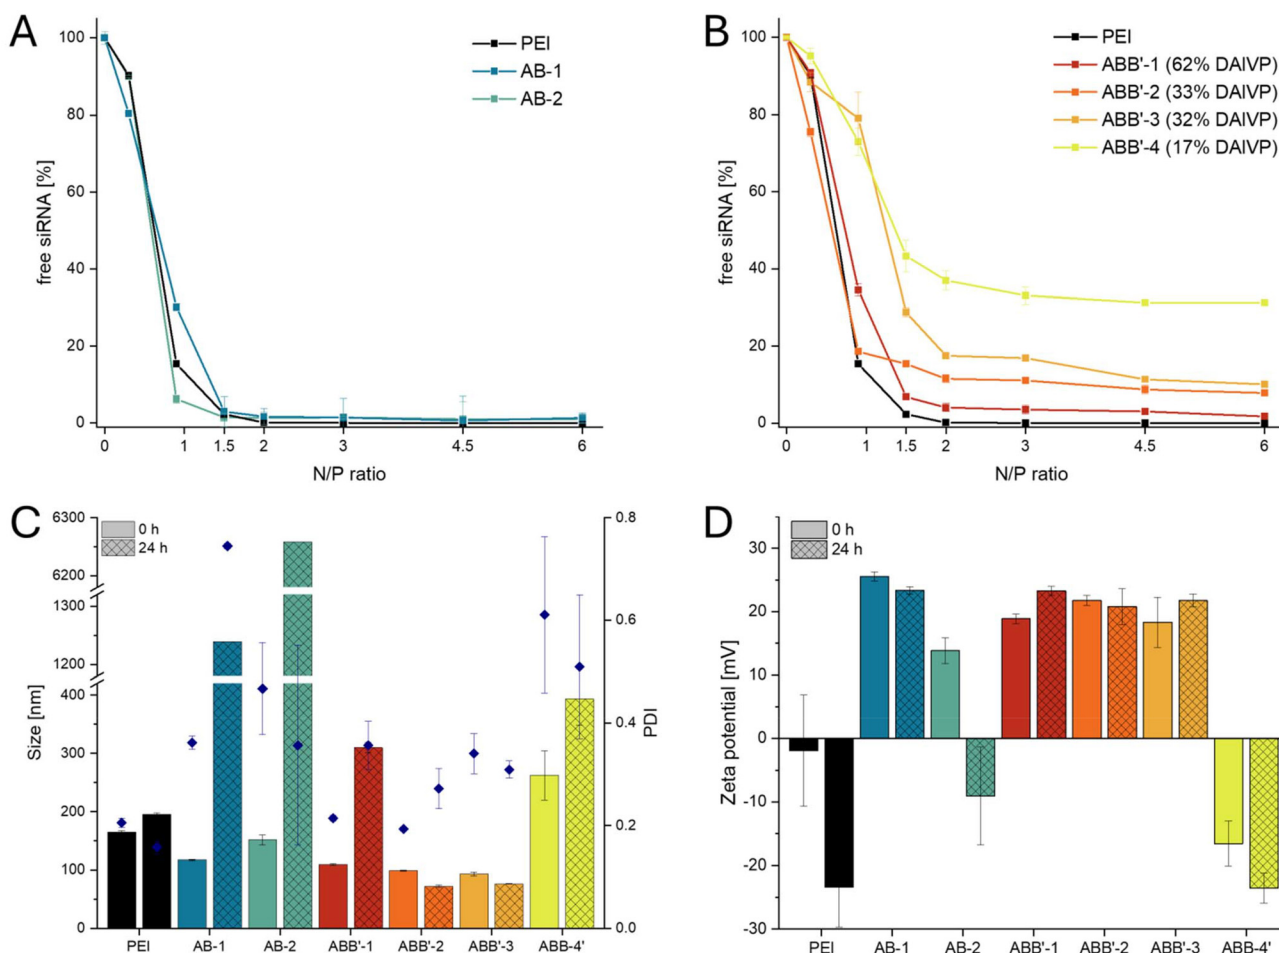 A
100
80
60
40
20
0
free siRNA [%]
PEI
AB-1
AB-2
0
1
1.5
2
3
4.5
6
N/P ratio
B
100
80
60
40
20
0
free siRNA [%]
PEI
ABB'-1 (62% DAIVP)
ABB'-2 (33% DAIVP)
ABB'-3 (32% DAIVP)
ABB'-4 (17% DAIVP)
0
1
1.5
2
3
4.5
6
N/P ratio
C
6300
6200
1300
1200
400
300
200
100
0
Size [nm]
0 h
24 h
0.8
0.6
0.4
0.2
0.0
PDI
PEI
AB-1
AB-2
ABB'-1
ABB'-2
ABB'-3
ABB-4'
D
30
20
10
0
-10
-20
-30
Zeta potential [mV]
0 h
24 h
PEI
AB-1
AB-2
ABB'-1
ABB'-2
ABB'-3
ABB-4'